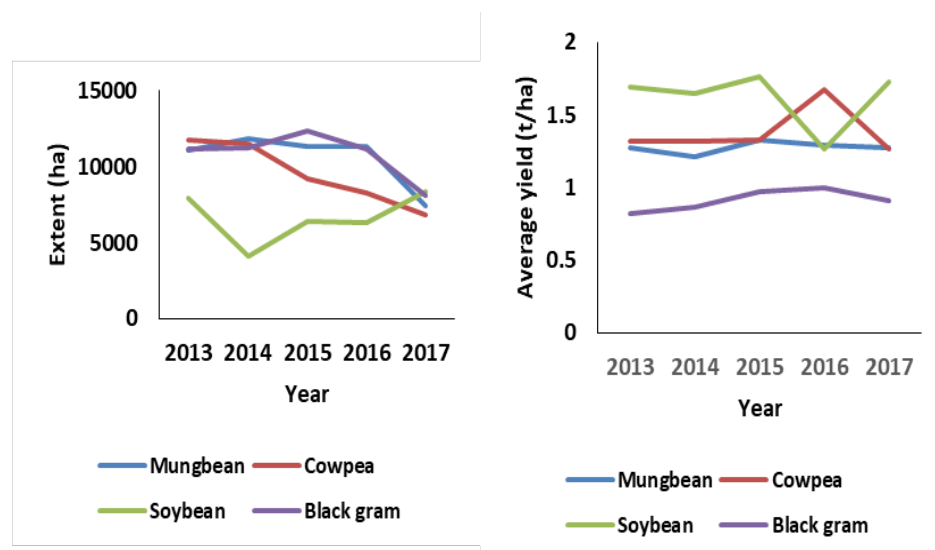 Extent (ha)
15000
10000
5000
0
2013 2014 2015 2016 2017
Year
Mungbean Cowpea
Soybean Black gram
Average yield (t/ha)
2
1.5
1
0.5
0
2013 2014 2015 2016 2017
Year
Mungbean Cowpea
Soybean Black gram